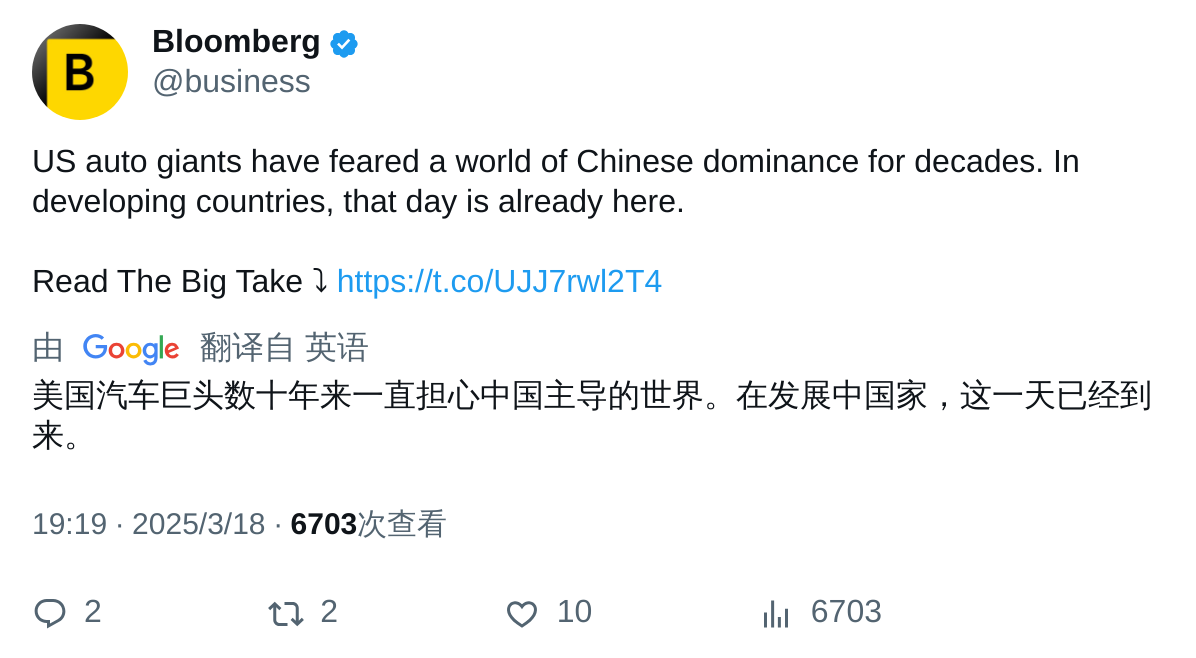 B
Bloomberg
@business
US auto giants have feared a world of Chinese dominance for decades. In
developing countries, that day is already here.
Read The Big Take ⤵ https://t.co/UJJ7rwl2T4
由 Google 翻译自 英语
美国汽车巨头数十年来一直担心中国主导的世界。在发展中国家，这一天已经到
来。
19:19 · 2025/3/18 · 6703次查看
2 2 10 6703